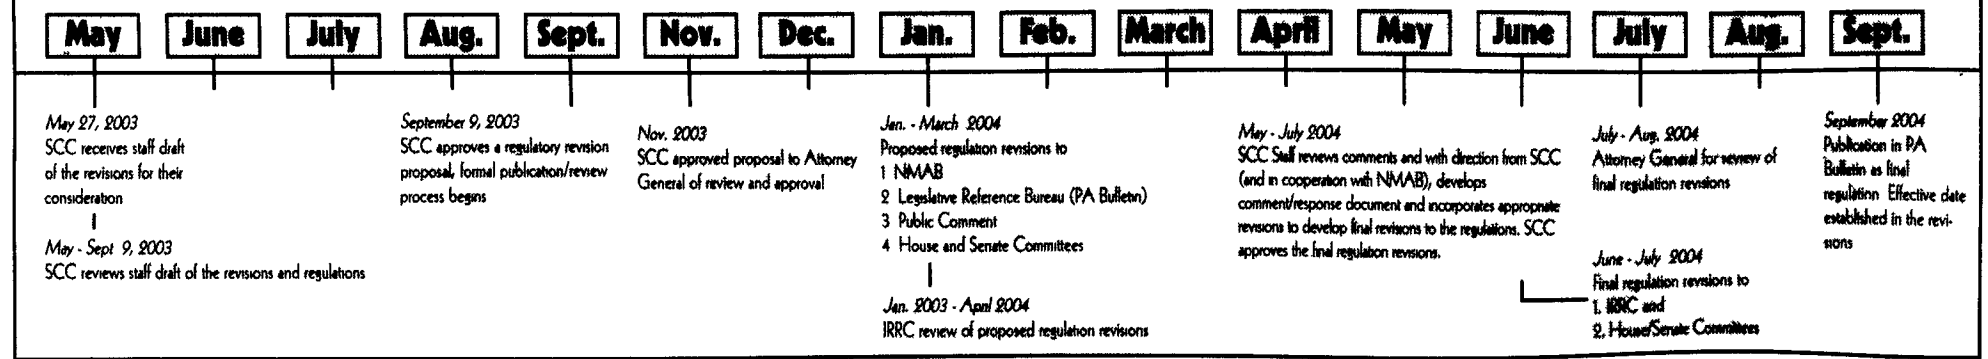 May June July Aug. Sept. Nov. Dec. Jan. Feb. March April May June July Aug. Sept.
May 27, 2003
SCC receives staff draft
of the revisions for their
consideration
May - Sept 9, 2003
SCC reviews staff draft of the revisions and regulations
September 9, 2003
SCC approves a regulatory revision
proposal, formal publication/review
process begins
Nov. 2003
SCC approved proposal to Attorney
General of review and approval
Jan. - March 2004
Proposed regulation revisions to
1 NMAB
2 Legislative Reference Bureau (PA Bulletin)
3 Public Comment
4 House and Senate Committees
Jan. 2003 - April 2004
IRRC review of proposed regulation revisions
May - July 2004
SCC Staff reviews comments and with direction from SCC
(and in cooperation with NMAB), develops
comment/response document and incorporates appropriate
revisions to develop final revisions to the regulations. SCC
approves the final regulation revisions.
July - Aug. 2004
Attorney General for review of
final regulation revisions
June - July 2004
Final regulation revisions to
1. IRRC and
2. House/Senate Committees
September 2004
Publication in PA
Bulletin as final
regulation Effective date
established in the revi-
sions